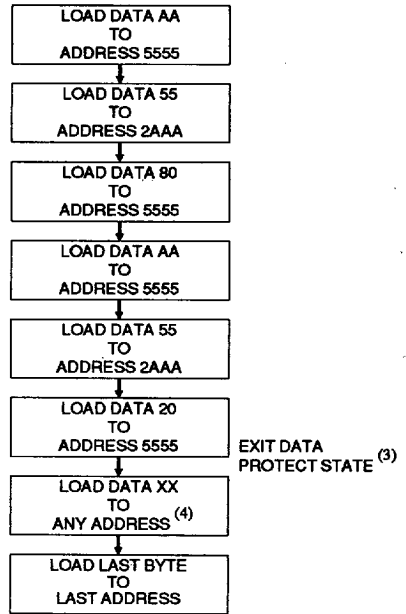 LOAD DATA AA
TO
ADDRESS 5555
LOAD DATA 55
TO
ADDRESS 2AAA
LOAD DATA 80
TO
ADDRESS 5555
LOAD DATA AA
TO
ADDRESS 5555
LOAD DATA 55
TO
ADDRESS 2AAA
LOAD DATA 20
TO
ADDRESS 5555
EXIT DATA
PROTECT STATE (3)
LOAD DATA XX
TO
ANY ADDRESS (4)
LOAD LAST BYTE
TO
LAST ADDRESS